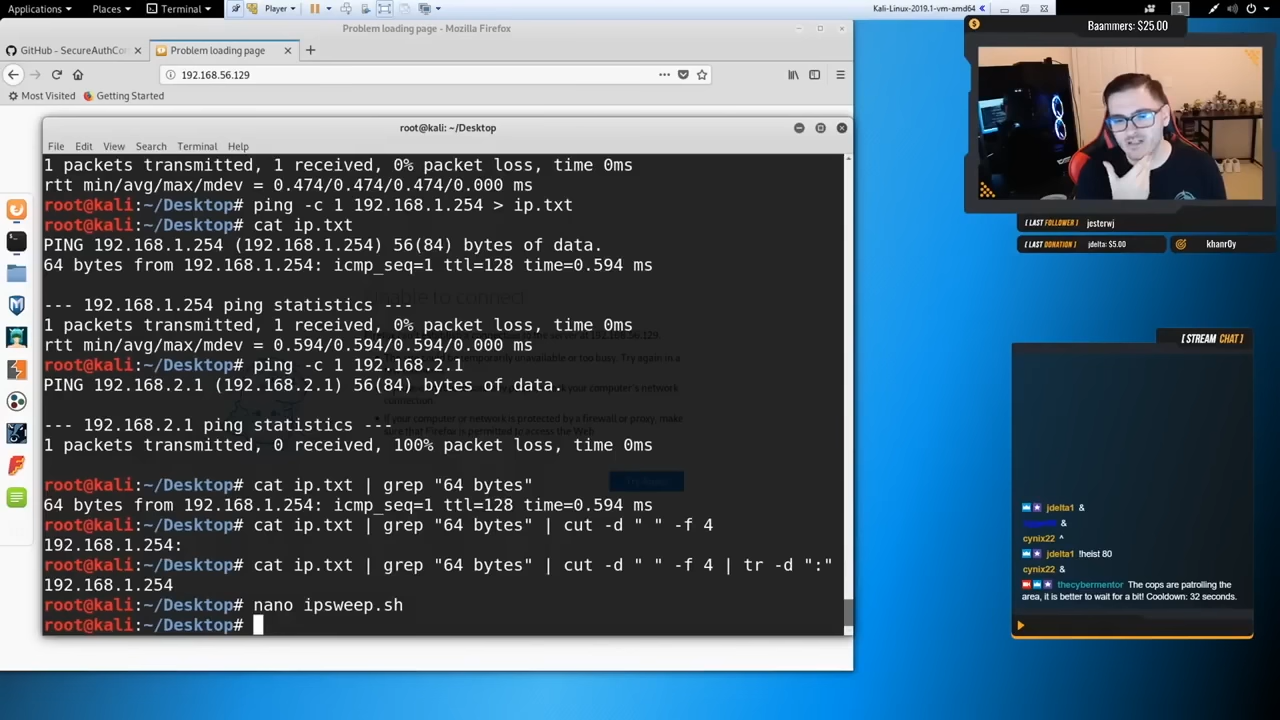 Applications
Places
Terminal
Player
Kali-Linux-2019.1-vm-amd64
1
Problem loading page - Mozilla Firefox
GitHub - SecureAuthCor
Problem loading page
192.168.56.129
Most Visited
Getting Started
root@kali: ~/Desktop
File Edit View Search Terminal Help
1 packets transmitted, 1 received, 0% packet loss, time 0ms
rtt min/avg/max/mdev = 0.474/0.474/0.474/0.000 ms
root@kali:~/Desktop# ping -c 1 192.168.1.254 > ip.txt
root@kali:~/Desktop# cat ip.txt
PING 192.168.1.254 (192.168.1.254) 56(84) bytes of data.
64 bytes from 192.168.1.254: icmp_seq=1 ttl=128 time=0.594 ms
--- 192.168.1.254 ping statistics ---
1 packets transmitted, 1 received, 0% packet loss, time 0ms
rtt min/avg/max/mdev = 0.594/0.594/0.594/0.000 ms
root@kali:~/Desktop# ping -c 1 192.168.2.1
PING 192.168.2.1 (192.168.2.1) 56(84) bytes of data.
--- 192.168.2.1 ping statistics ---
1 packets transmitted, 0 received, 100% packet loss, time 0ms
root@kali:~/Desktop# cat ip.txt | grep "64 bytes"
64 bytes from 192.168.1.254: icmp_seq=1 ttl=128 time=0.594 ms
root@kali:~/Desktop# cat ip.txt | grep "64 bytes" | cut -d " " -f 4
192.168.1.254:
root@kali:~/Desktop# cat ip.txt | grep "64 bytes" | cut -d " " -f 4 | tr -d ":"
192.168.1.254
root@kali:~/Desktop# nano ipsweep.sh
root@kali:~/Desktop#
Baammers: $25.00
[ LAST FOLLOWER ] jesterwj
[ LAST DONATION ] jdelta: $5.00
khanr0y
[ STREAM CHAT ]
jdelta1 &
&
cynix22 ^
jdelta1 !heist 80
cynix22 &
thecybermentor The cops are patrolling the
area, it is better to wait for a bit! Cooldown: 32 seconds.